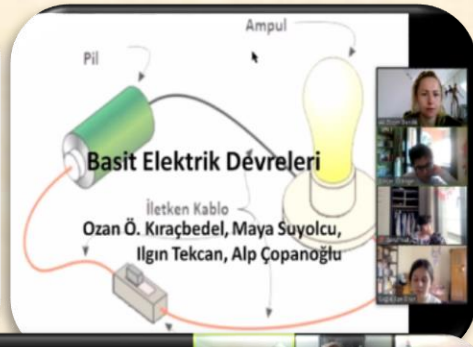 Ampul
Pil
Basit Elektrik Devreleri
İletken Kablo
Ozan Ö. Kıraçbedel, Maya Suyolcu,
Ilgın Tekcan, Alp Çopanoğlu